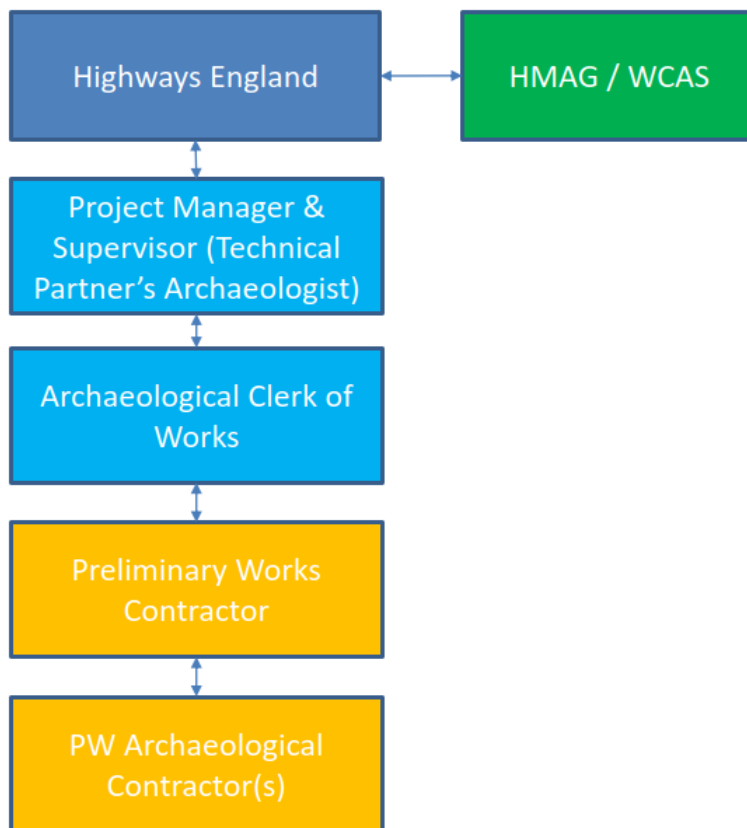 Highways England
HMAG / WCAS
Project Manager &
Supervisor (Technical
Partner’s Archaeologist)
Archaeological Clerk of
Works
Preliminary Works
Contractor
PW Archaeological
Contractor(s)